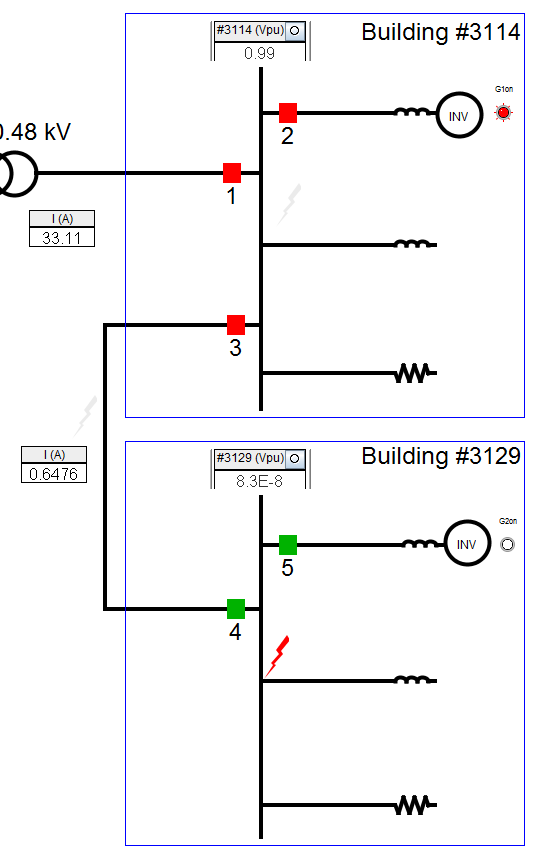 #3114 (Vpu)
0.99
Building #3114
G1on
INV
2
0.48 kV
1
I (A)
33.11
3
I (A)
0.6476
#3129 (Vpu)
8.3E-8
Building #3129
G2on
INV
5
4